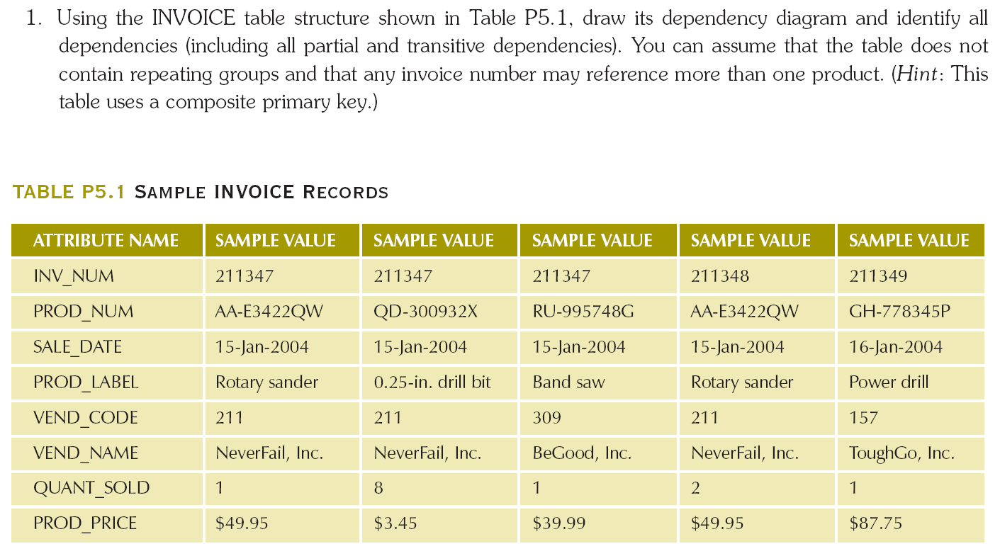 1. Using the INVOICE table structure shown in Table P5.1, draw its dependency diagram and identify all
dependencies (including all partial and transitive dependencies). You can assume that the table does not
contain repeating groups and that any invoice number may reference more than one product. (Hint: This
table uses a composite primary key.)
TABLE P5.1 SAMPLE INVOICE RECORDS
ATTRIBUTE NAME SAMPLE VALUE SAMPLE VALUE SAMPLE VALUE SAMPLE VALUE SAMPLE VALUE
INV_NUM 211347 211347 211347 211348 211349
PROD_NUM AA-E3422QW QD-300932X RU-995748G AA-E3422QW GH-778345P
SALE_DATE 15-Jan-2004 15-Jan-2004 15-Jan-2004 15-Jan-2004 16-Jan-2004
PROD_LABEL Rotary sander 0.25-in. drill bit Band saw Rotary sander Power drill
VEND_CODE 211 211 309 211 157
VEND_NAME NeverFail, Inc. NeverFail, Inc. BeGood, Inc. NeverFail, Inc. ToughGo, Inc.
QUANT_SOLD 1 8 1 2 1
PROD_PRICE $49.95 $3.45 $39.99 $49.95 $87.75